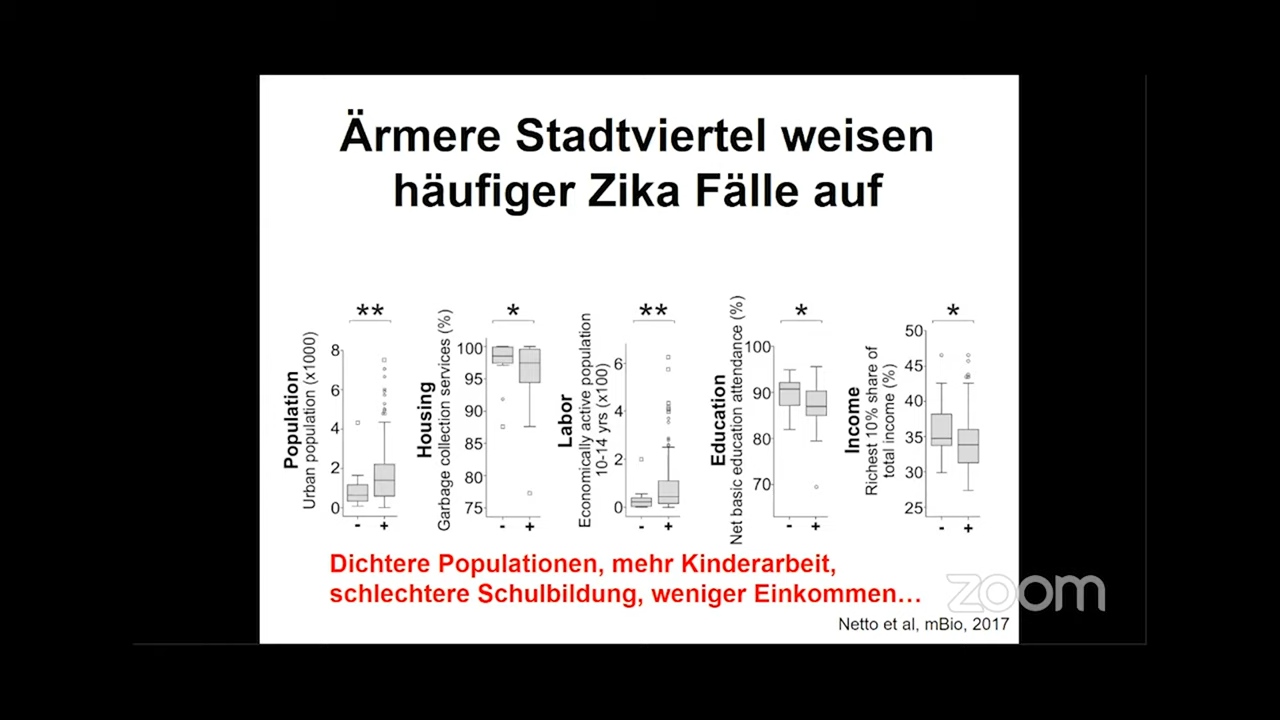 Ärmere Stadtviertel weisen
häufiger Zika Fälle auf
**
*
**
*
*
Population
Urban population (x1000)
8
6
4
2
0
- +
Housing
Garbage collection services (%)
100
95
90
85
80
75
- +
Labor
Economically active population
10-14 yrs (x100)
6
4
2
0
- +
Education
Net basic education attendance (%)
100
90
80
70
- +
Income
Richest 10% share of
total income (%)
50
45
40
35
30
25
- +
Dichtere Populationen, mehr Kinderarbeit,
schlechtere Schulbildung, weniger Einkommen…
zoom
Netto et al, mBio, 2017